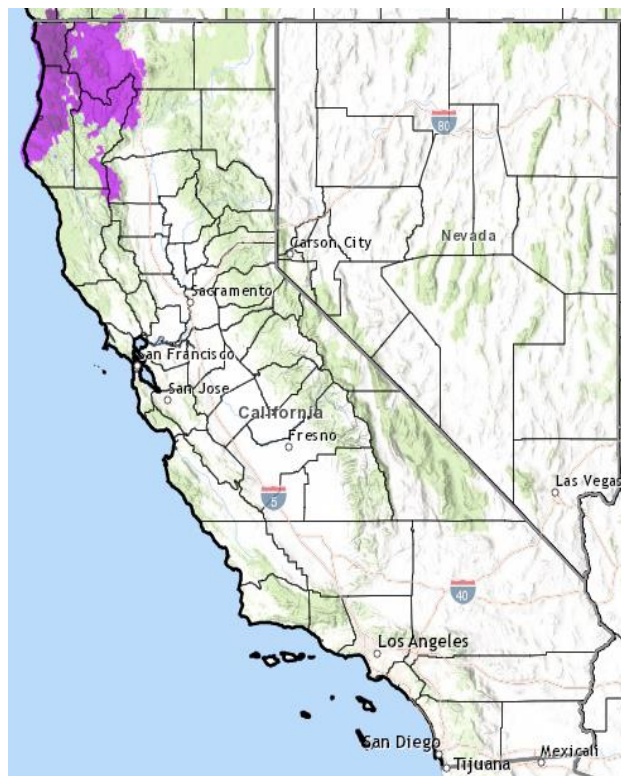 80
Nevada
Carson City
Sacramento
San Francisco
San Jose
California
Fresno
Las Vegas
5
40
Los Angeles
San Diego
Tijuana
Mexicali